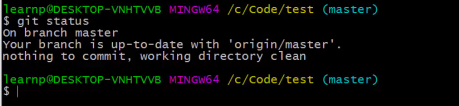 learnp@DESKTOP-VNHTVVB MINGW64 /c/Code/test (master)
$ git status
On branch master
Your branch is up-to-date with 'origin/master'.
nothing to commit, working directory clean
learnp@DESKTOP-VNHTVVB MINGW64 /c/Code/test (master)
$